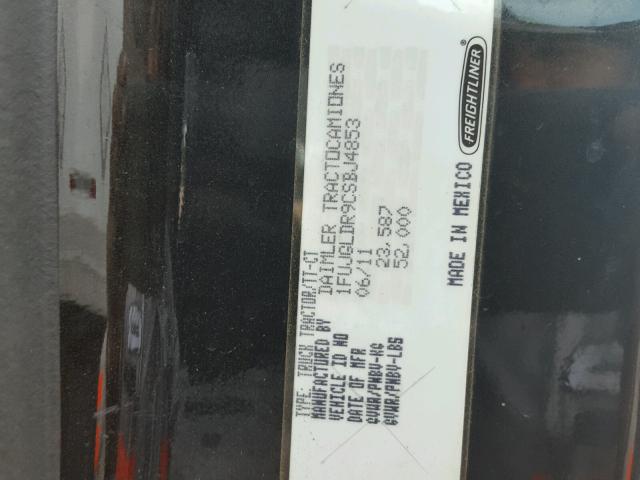 TYPE: TRUCK TRACTOR/TT-CT
MANUFACTURED BY DAIMLER TRACTOCAMIONES
VEHICLE ID NO 1FUJGLDR9CSBJ4853
DATE OF MFR 06/11
GVWR/PNBV-KG 23,587
GVWR/PNBV-LBS 52,000
MADE IN MEXICO
FREIGHTLINER®